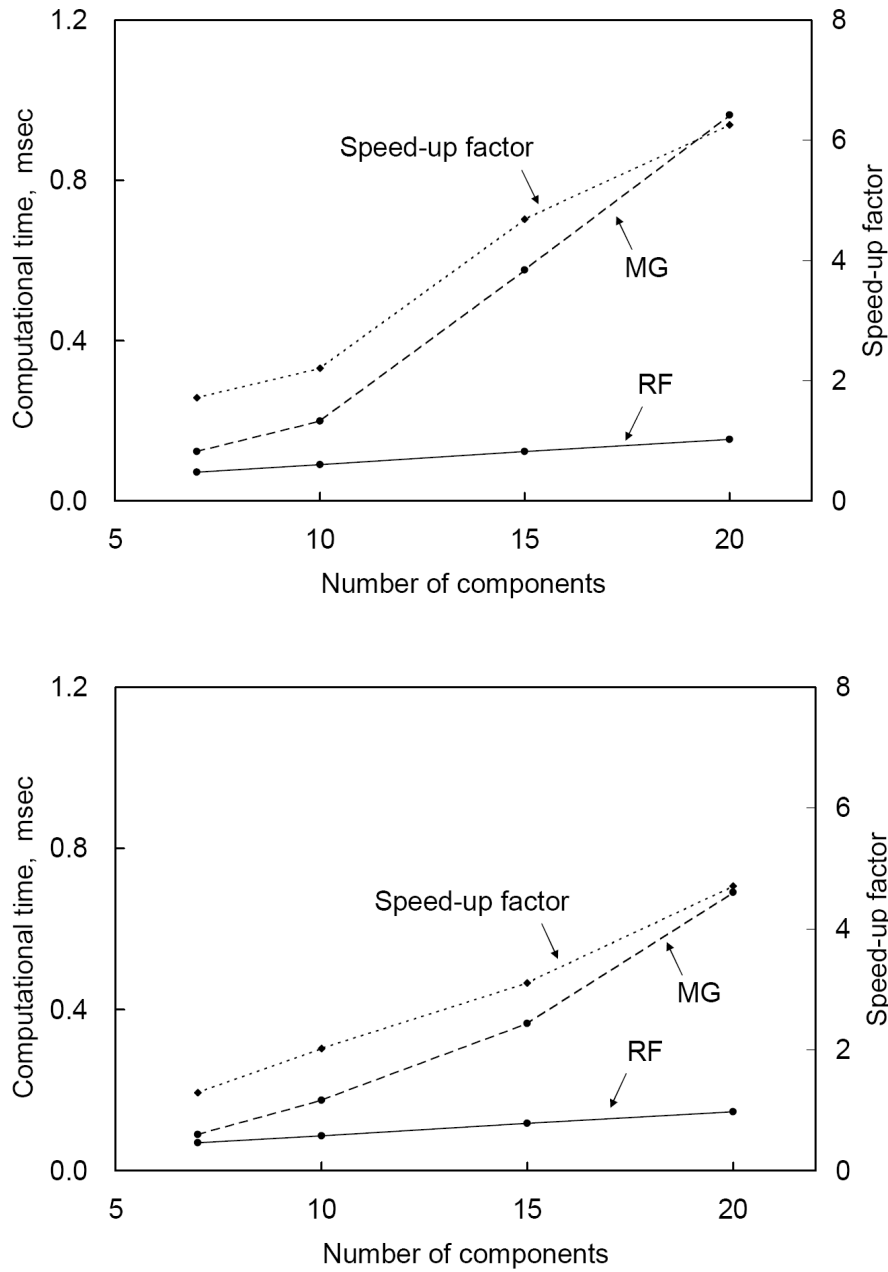 1.2
0.8
0.4
0.0
8
6
4
2
0
Computational time, msec
Speed-up factor
Speed-up factor
MG
RF
5
10
15
20
Number of components
1.2
0.8
0.4
0.0
8
6
4
2
0
Computational time, msec
Speed-up factor
Speed-up factor
MG
RF
5
10
15
20
Number of components